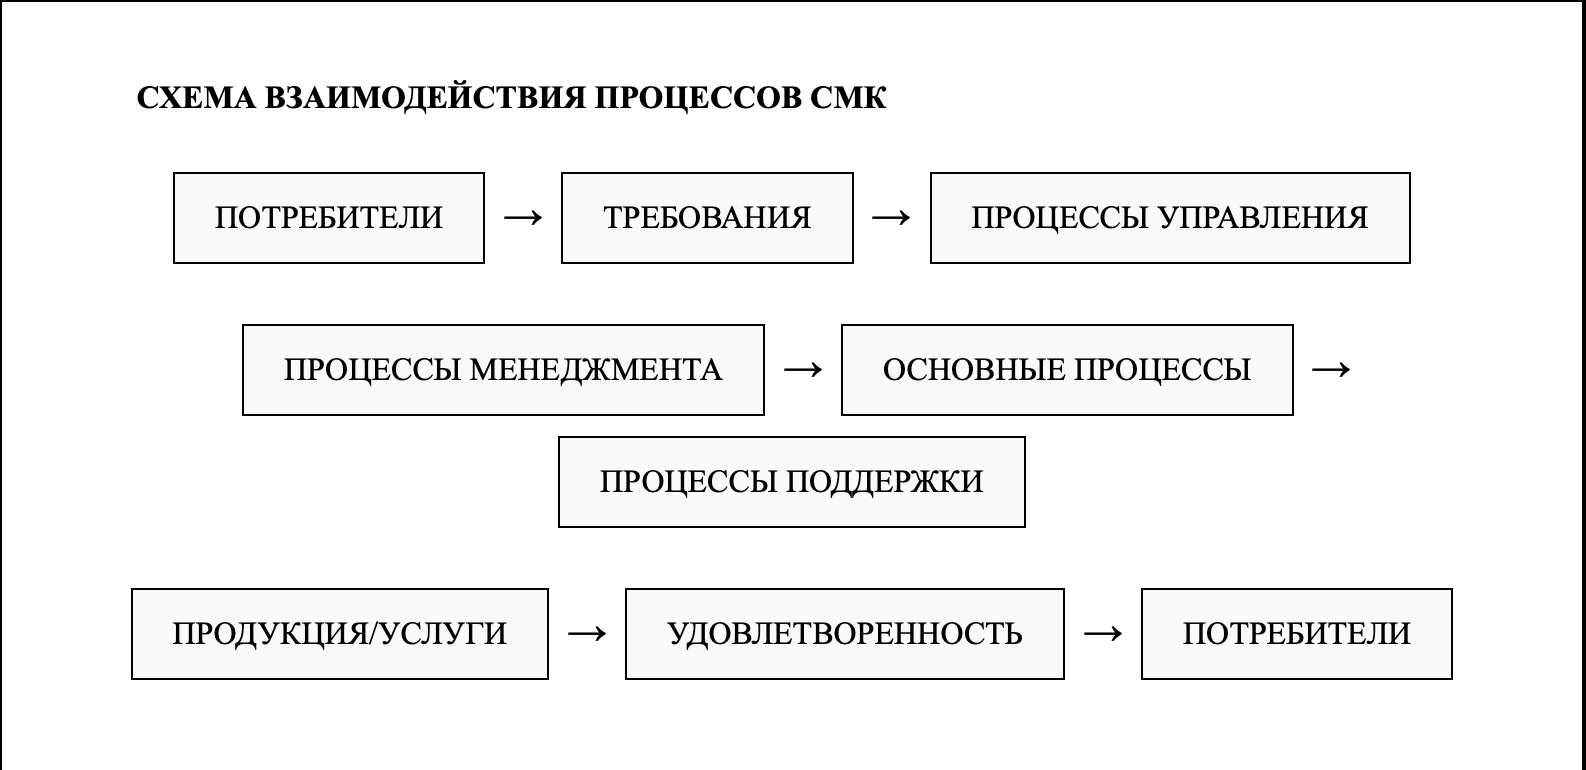 СХЕМА ВЗАИМОДЕЙСТВИЯ ПРОЦЕССОВ СМК
ПОТРЕБИТЕЛИ → ТРЕБОВАНИЯ → ПРОЦЕССЫ УПРАВЛЕНИЯ
ПРОЦЕССЫ МЕНЕДЖМЕНТА → ОСНОВНЫЕ ПРОЦЕССЫ →
ПРОЦЕССЫ ПОДДЕРЖКИ
ПРОДУКЦИЯ/УСЛУГИ → УДОВЛЕТВОРЕННОСТЬ → ПОТРЕБИТЕЛИ